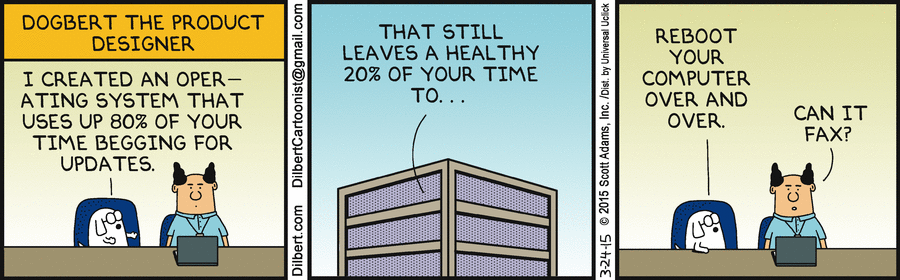 DOGBERT THE PRODUCT
DESIGNER
I CREATED AN OPER-
ATING SYSTEM THAT
USES UP 80% OF YOUR
TIME BEGGING FOR
UPDATES.
Dilbert.com DilbertCartoonist@gmail.com
THAT STILL
LEAVES A HEALTHY
20% OF YOUR TIME
TO...
3-24-15 © 2015 Scott Adams, Inc. /Dist. by Universal Uclick
REBOOT
YOUR
COMPUTER
OVER AND
OVER.
CAN IT
FAX?